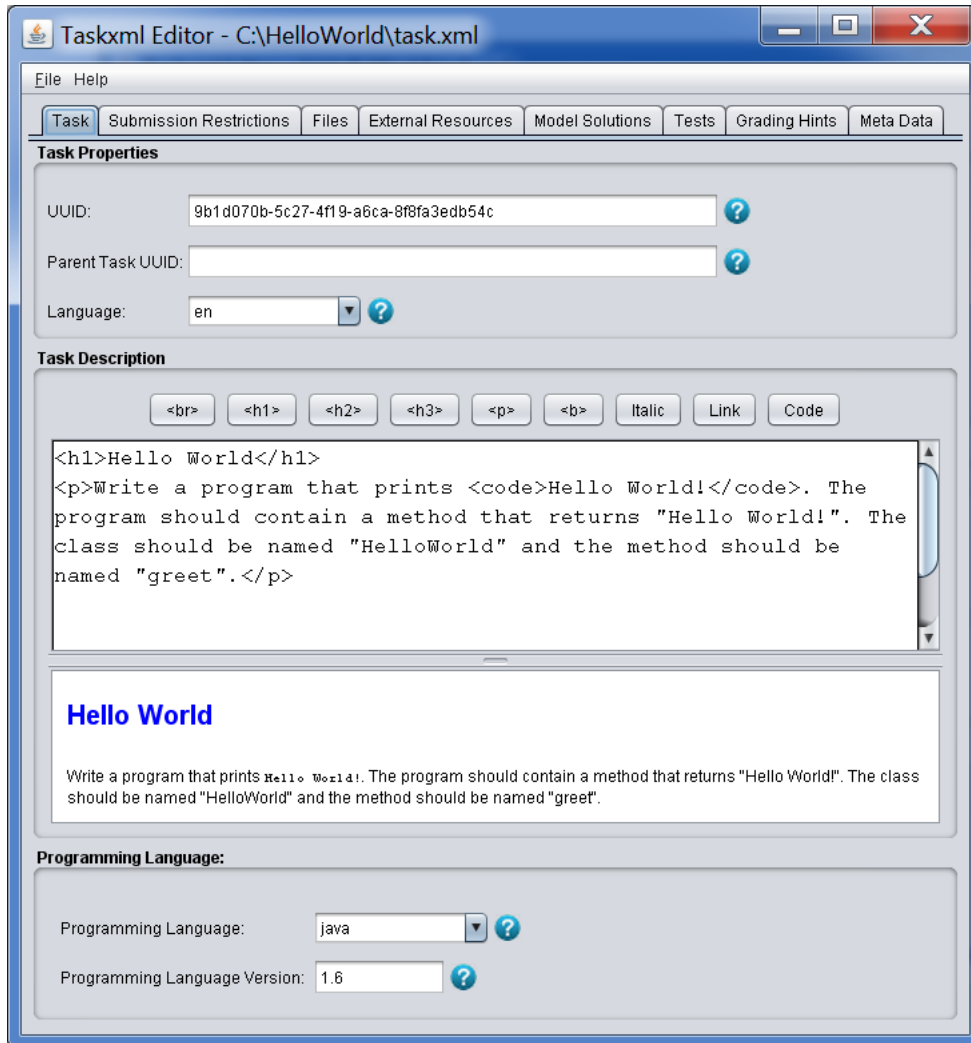 Taskxml Editor - C:\HelloWorld\task.xml
File Help
Task Submission Restrictions Files External Resources Model Solutions Tests Grading Hints Meta Data
Task Properties
UUID: 9b1d070b-5c27-4f19-a6ca-8f8fa3edb54c ?
Parent Task UUID: ?
Language: en ?
Task Description
<br> <h1> <h2> <h3> <p> <b> Italic Link Code
<h1>Hello World</h1>
<p>Write a program that prints <code>Hello World!</code>. The
program should contain a method that returns "Hello World!". The
class should be named "HelloWorld" and the method should be
named "greet".</p>
Hello World
Write a program that prints Hello World!. The program should contain a method that returns "Hello World!". The class
should be named "HelloWorld" and the method should be named "greet".
Programming Language:
Programming Language: java ?
Programming Language Version: 1.6 ?